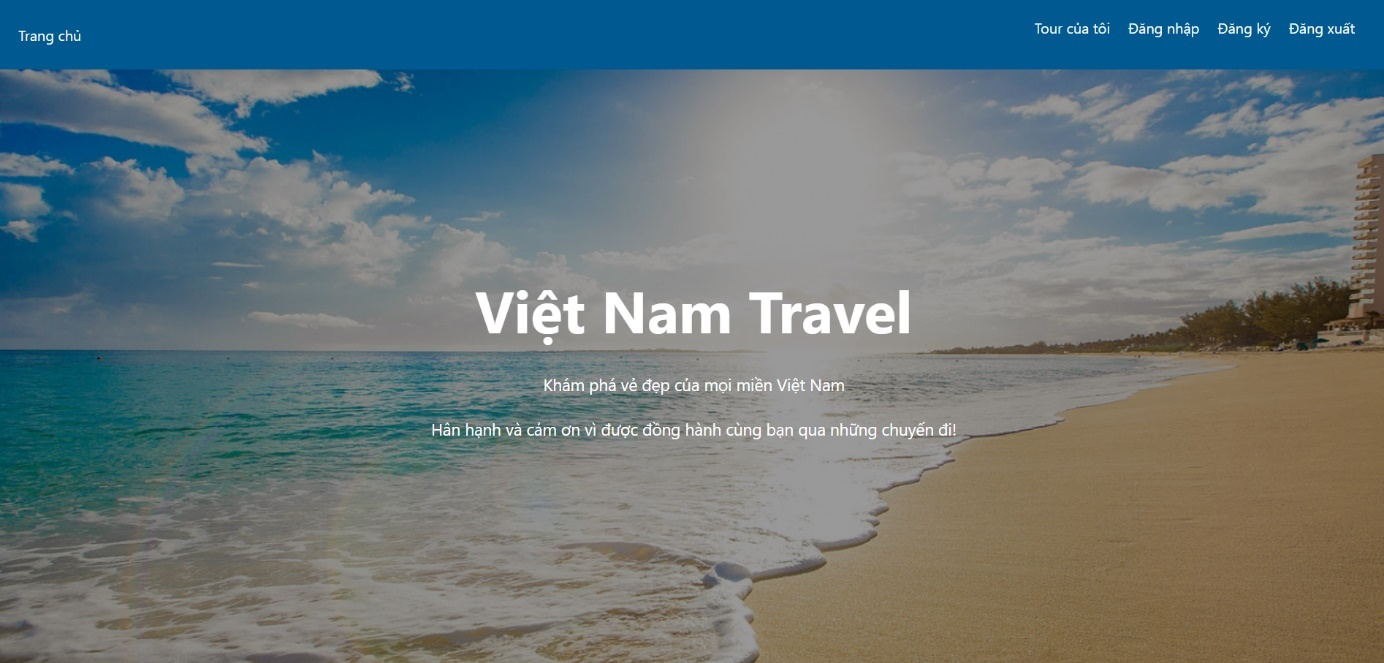 Trang chủ
Tour của tôi Đăng nhập Đăng ký Đăng xuất
Việt Nam Travel
Khám phá vẻ đẹp của mọi miền Việt Nam
Hân hạnh và cảm ơn vì được đồng hành cùng bạn qua những chuyến đi!